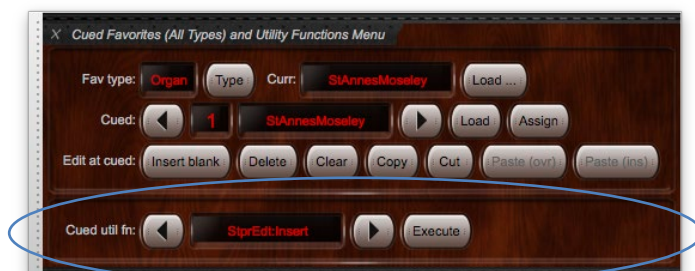 X Cued Favorites (All Types) and Utility Functions Menu
Fav type: Organ Type Curr: StAnnesMoseley Load ...
Cued: 1 StAnnesMoseley Load Assign
Edit at cued: Insert blank Delete Clear Copy Cut Paste (ovr) Paste (ins)
Cued util fn: StprEdt:Insert Execute